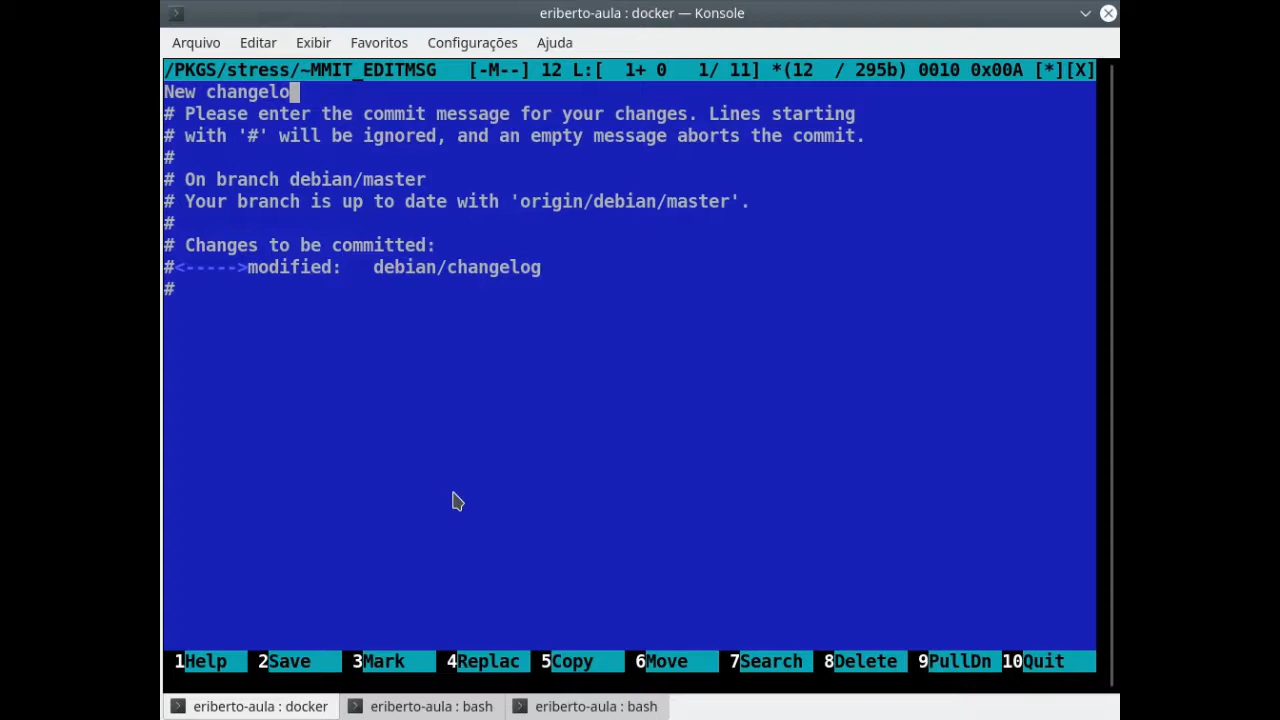 eriberto-aula : docker — Konsole
Arquivo Editar Exibir Favoritos Configurações Ajuda
/PKGS/stress/~MMIT_EDITMSG [-M--] 12 L:[ 1+ 0 1/ 11] *(12 / 295b) 0010 0x00A [*][X]
New changelo
# Please enter the commit message for your changes. Lines starting
# with '#' will be ignored, and an empty message aborts the commit.
#
# On branch debian/master
# Your branch is up to date with 'origin/debian/master'.
#
# Changes to be committed:
#<----->modified: debian/changelog
#
1Help 2Save 3Mark 4Replac 5Copy 6Move 7Search 8Delete 9PullDn 10Quit
eriberto-aula : docker eriberto-aula : bash eriberto-aula : bash